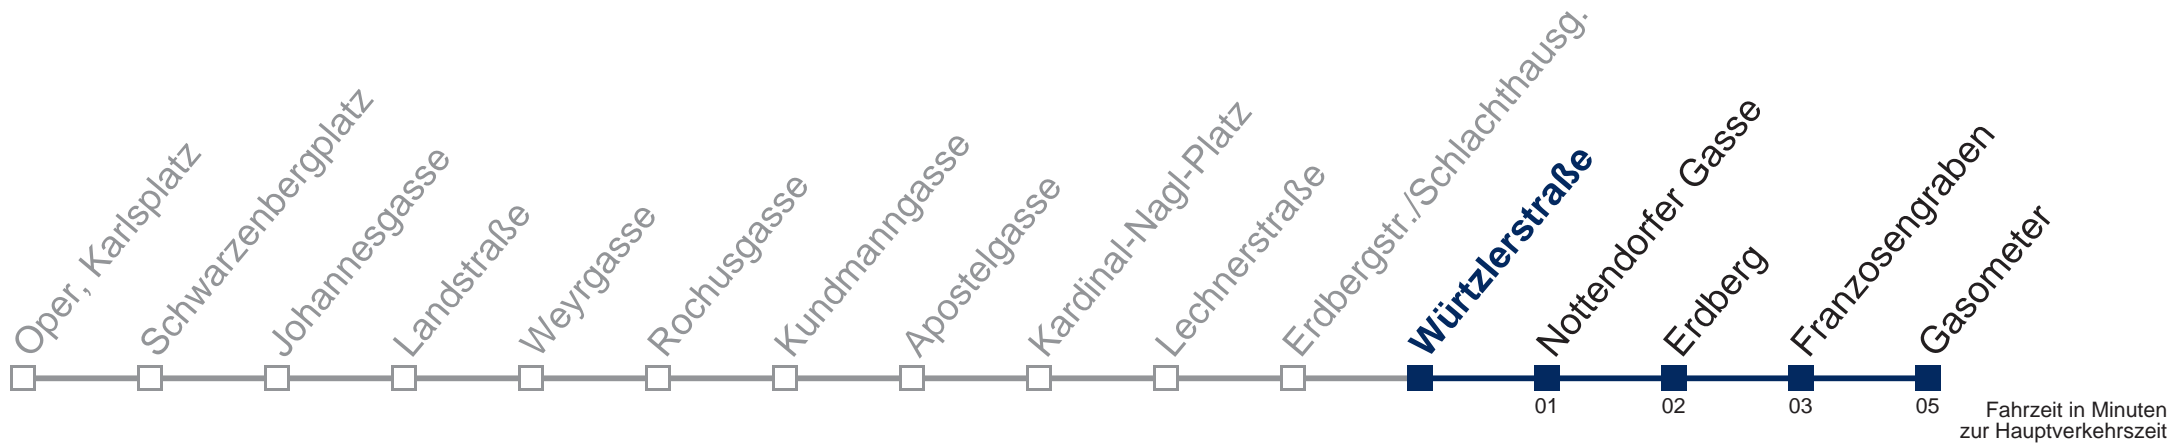 Oper, Karlsplatz
Schwarzenbergplatz
Johannesgasse
Landstraße
Weyrgasse
Rochusgasse
Kundmanngasse
Apostelgasse
Kardinal-Nagl-Platz
Lechnerstraße
Erdbergstr./Schlachthausg.
Würtzlerstraße
Nottendorfer Gasse
Erdberg
Franzosengraben
Gasometer
01
02
03
05
Fahrzeit in Minuten
zur Hauptverkehrszeit